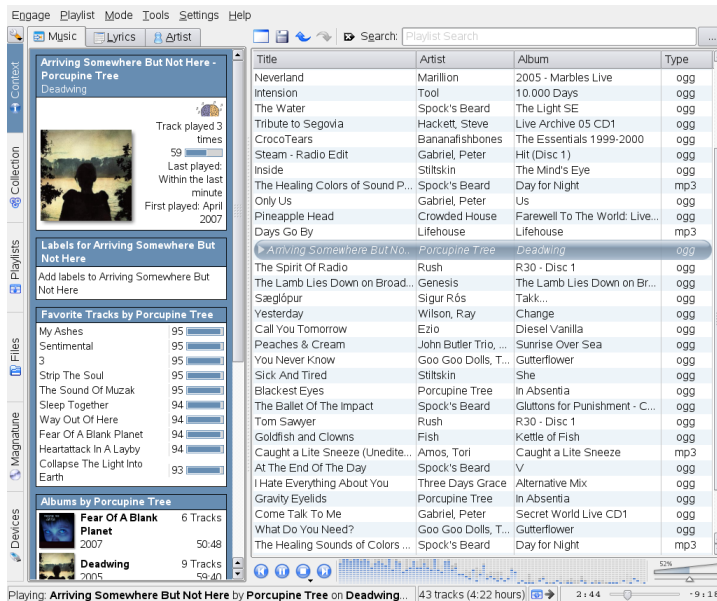 Engage Playlist Mode Tools Settings Help
Music Lyrics Artist
Search: Playlist Search ...
Context
Collection
Playlists
Files
Magnatune
Devices
Arriving Somewhere But Not Here -
Porcupine Tree
Deadwing
Track played 3
times
59
Last played:
Within the last
minute
First played: April
2007
Labels for Arriving Somewhere But
Not Here
Add labels to Arriving Somewhere But
Not Here
Favorite Tracks by Porcupine Tree
My Ashes 95
Sentimental 95
3 95
Strip The Soul 95
The Sound Of Muzak 95
Sleep Together 94
Way Out Of Here 94
Fear Of A Blank Planet 94
Heartattack In A Layby 94
Collapse The Light Into
Earth 93
Albums by Porcupine Tree
Fear Of A Blank 6 Tracks
Planet
2007 50:48
Deadwing 9 Tracks
2005 59:40
Title Artist Album Type
Neverland Marillion 2005 - Marbles Live ogg
Intension Tool 10.000 Days ogg
The Water Spock's Beard The Light SE ogg
Tribute to Segovia Hackett, Steve Live Archive 05 CD1 ogg
CrocoTears Bananafishbones The Essentials 1999-2000 ogg
Steam - Radio Edit Gabriel, Peter Hit (Disc 1) ogg
Inside Stiltskin The Mind's Eye ogg
The Healing Colors of Sound P... Spock's Beard Day for Night mp3
Only Us Gabriel, Peter Us ogg
Pineapple Head Crowded House Farewell To The World: Live... ogg
Days Go By Lifehouse Lifehouse mp3
Arriving Somewhere But No... Porcupine Tree Deadwing ogg
The Spirit Of Radio Rush R30 - Disc 1 ogg
The Lamb Lies Down on Broad... Genesis The Lamb Lies Down on Br... ogg
Sæglópur Sigur Rós Takk... ogg
Yesterday Wilson, Ray Change ogg
Call You Tomorrow Ezio Diesel Vanilla ogg
Peaches & Cream John Butler Trio, ... Sunrise Over Sea ogg
You Never Know Goo Goo Dolls, T... Gutterflower ogg
Sick And Tired Stiltskin She ogg
Blackest Eyes Porcupine Tree In Absentia ogg
The Ballet Of The Impact Spock's Beard Gluttons for Punishment - C... ogg
Tom Sawyer Rush R30 - Disc 1 ogg
Goldfish and Clowns Fish Kettle of Fish ogg
Caught a Lite Sneeze (Unedite... Amos, Tori Caught a Lite Sneeze mp3
At The End Of The Day Spock's Beard V ogg
I Hate Everything About You Three Days Grace Alternative Mix ogg
Gravity Eyelids Porcupine Tree In Absentia ogg
Come Talk To Me Gabriel, Peter Secret World Live CD1 ogg
What Do You Need? Goo Goo Dolls, T... Gutterflower ogg
The Healing Sounds of Colors ... Spock's Beard Day for Night mp3
52%
Playing: Arriving Somewhere But Not Here by Porcupine Tree on Deadwing... 43 tracks (4:22 hours) 2:44 -9:18